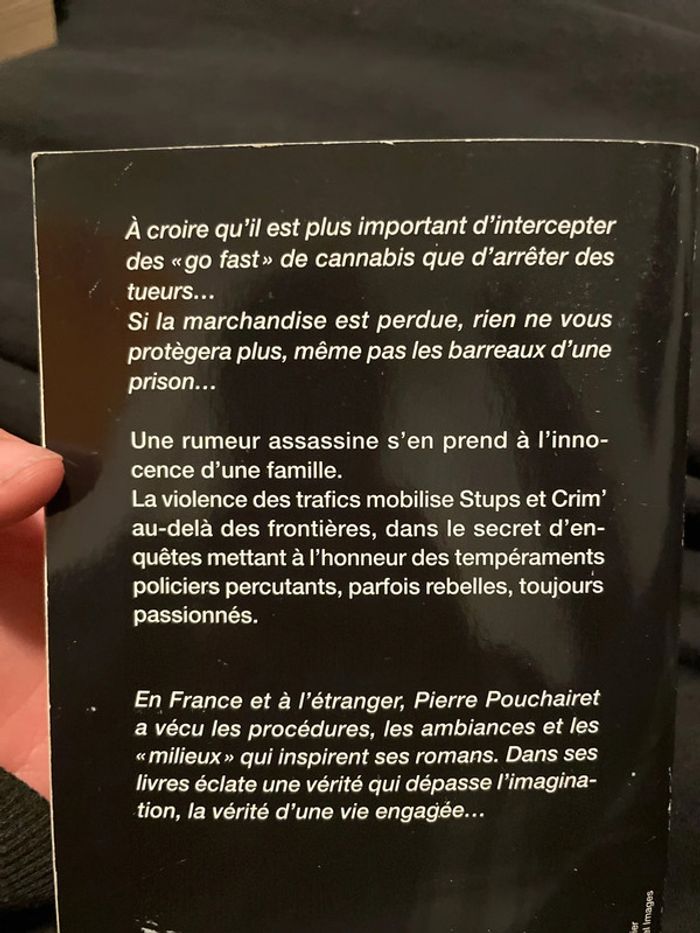 À croire qu'il est plus important d'intercepter
des «go fast» de cannabis que d'arrêter des
tueurs...
Si la marchandise est perdue, rien ne vous
protègera plus, même pas les barreaux d'une
prison...
Une rumeur assassine s'en prend à l'inno-
cence d'une famille.
La violence des trafics mobilise Stups et Crim'
au-delà des frontières, dans le secret d'en-
quêtes mettant à l'honneur des tempéraments
policiers percutants, parfois rebelles, toujours
passionnés.
En France et à l'étranger, Pierre Pouchairet
a vécu les procédures, les ambiances et les
«milieux» qui inspirent ses romans. Dans ses
livres éclate une vérité qui dépasse l'imagina-
tion, la vérité d'une vie engagée...
Images